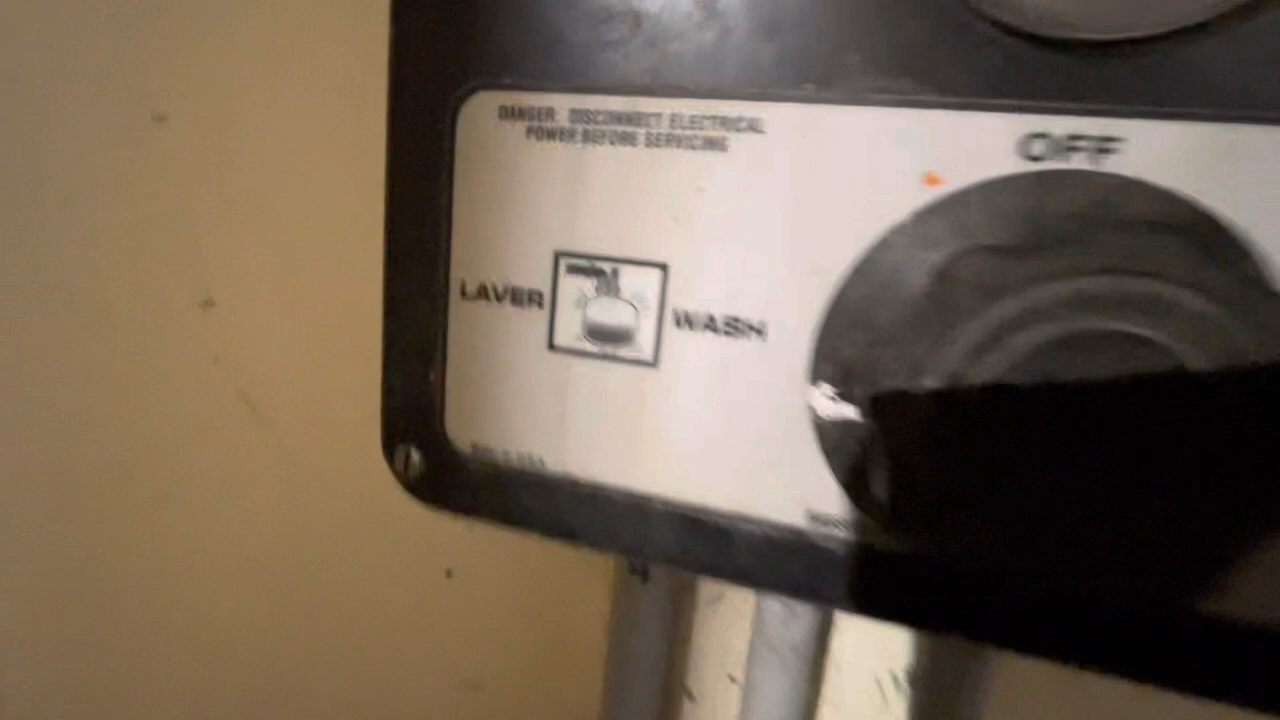 DANGER: DISCONNECT ELECTRICAL
POWER BEFORE SERVICING
OFF
LAVER
WASH